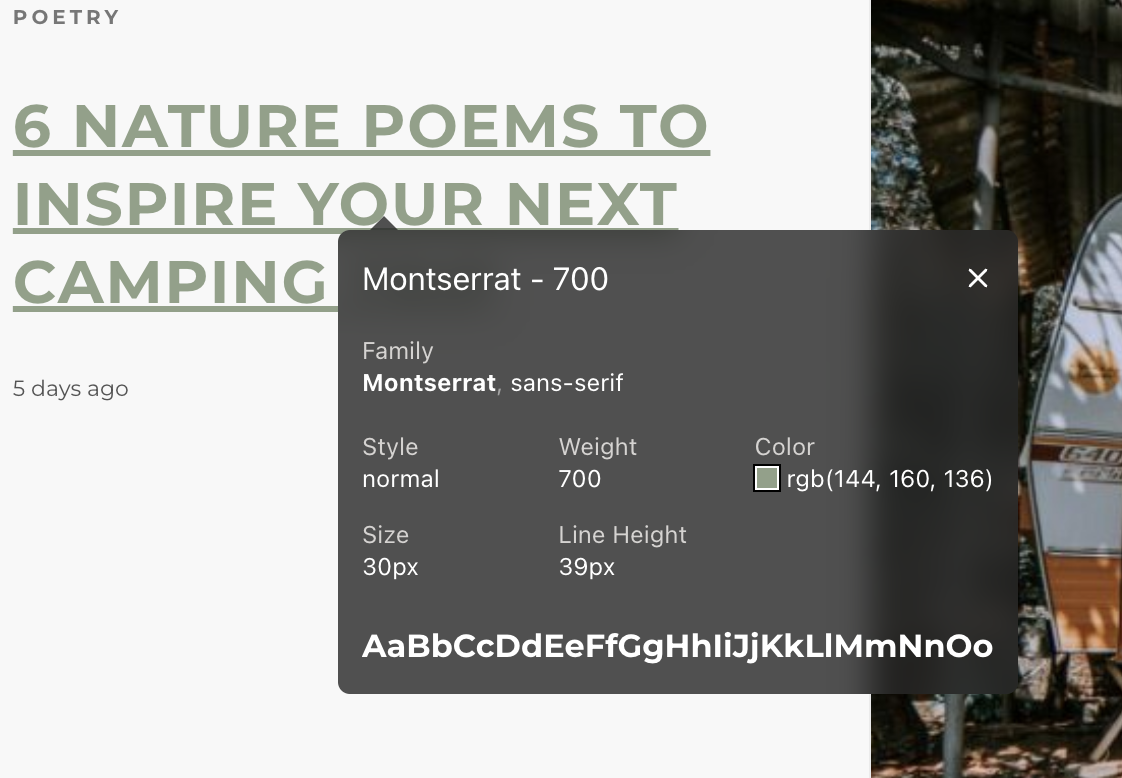 POETRY
6 NATURE POEMS TO
INSPIRE YOUR NEXT
CAMPING
Montserrat - 700
Family
Montserrat, sans-serif
Style
normal
Weight
700
Color
rgb(144, 160, 136)
Size
30px
Line Height
39px
AaBbCcDdEeFfGgHhIiJjKkLlMmNnOo
5 days ago